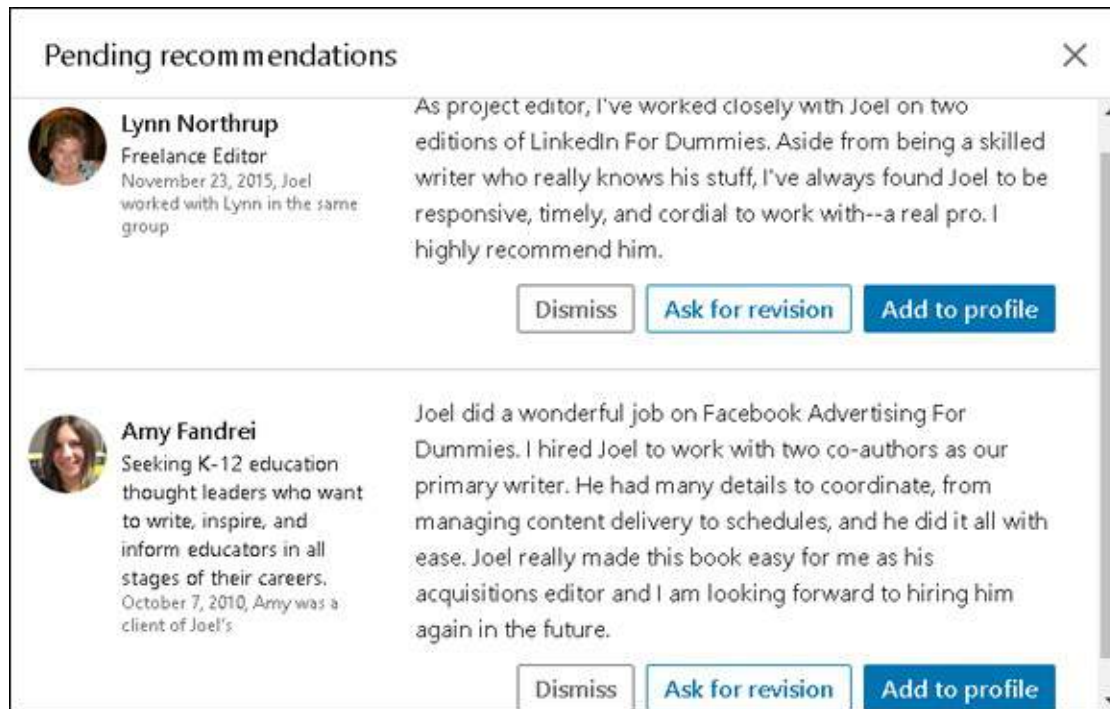 Pending recommendations
Lynn Northrup
Freelance Editor
November 23, 2015, Joel
worked with Lynn in the same
group
As project editor, I've worked closely with Joel on two
editions of LinkedIn For Dummies. Aside from being a skilled
writer who really knows his stuff, I've always found Joel to be
responsive, timely, and cordial to work with--a real pro. I
highly recommend him.
Dismiss
Ask for revision
Add to profile
Amy Fandrei
Seeking K-12 education
thought leaders who want
to write, inspire, and
inform educators in all
stages of their careers.
October 7, 2010, Amy was a
client of Joel's
Joel did a wonderful job on Facebook Advertising For
Dummies. I hired Joel to work with two co-authors as our
primary writer. He had many details to coordinate, from
managing content delivery to schedules, and he did it all with
ease. Joel really made this book easy for me as his
acquisitions editor and I am looking forward to hiring him
again in the future.
Dismiss
Ask for revision
Add to profile